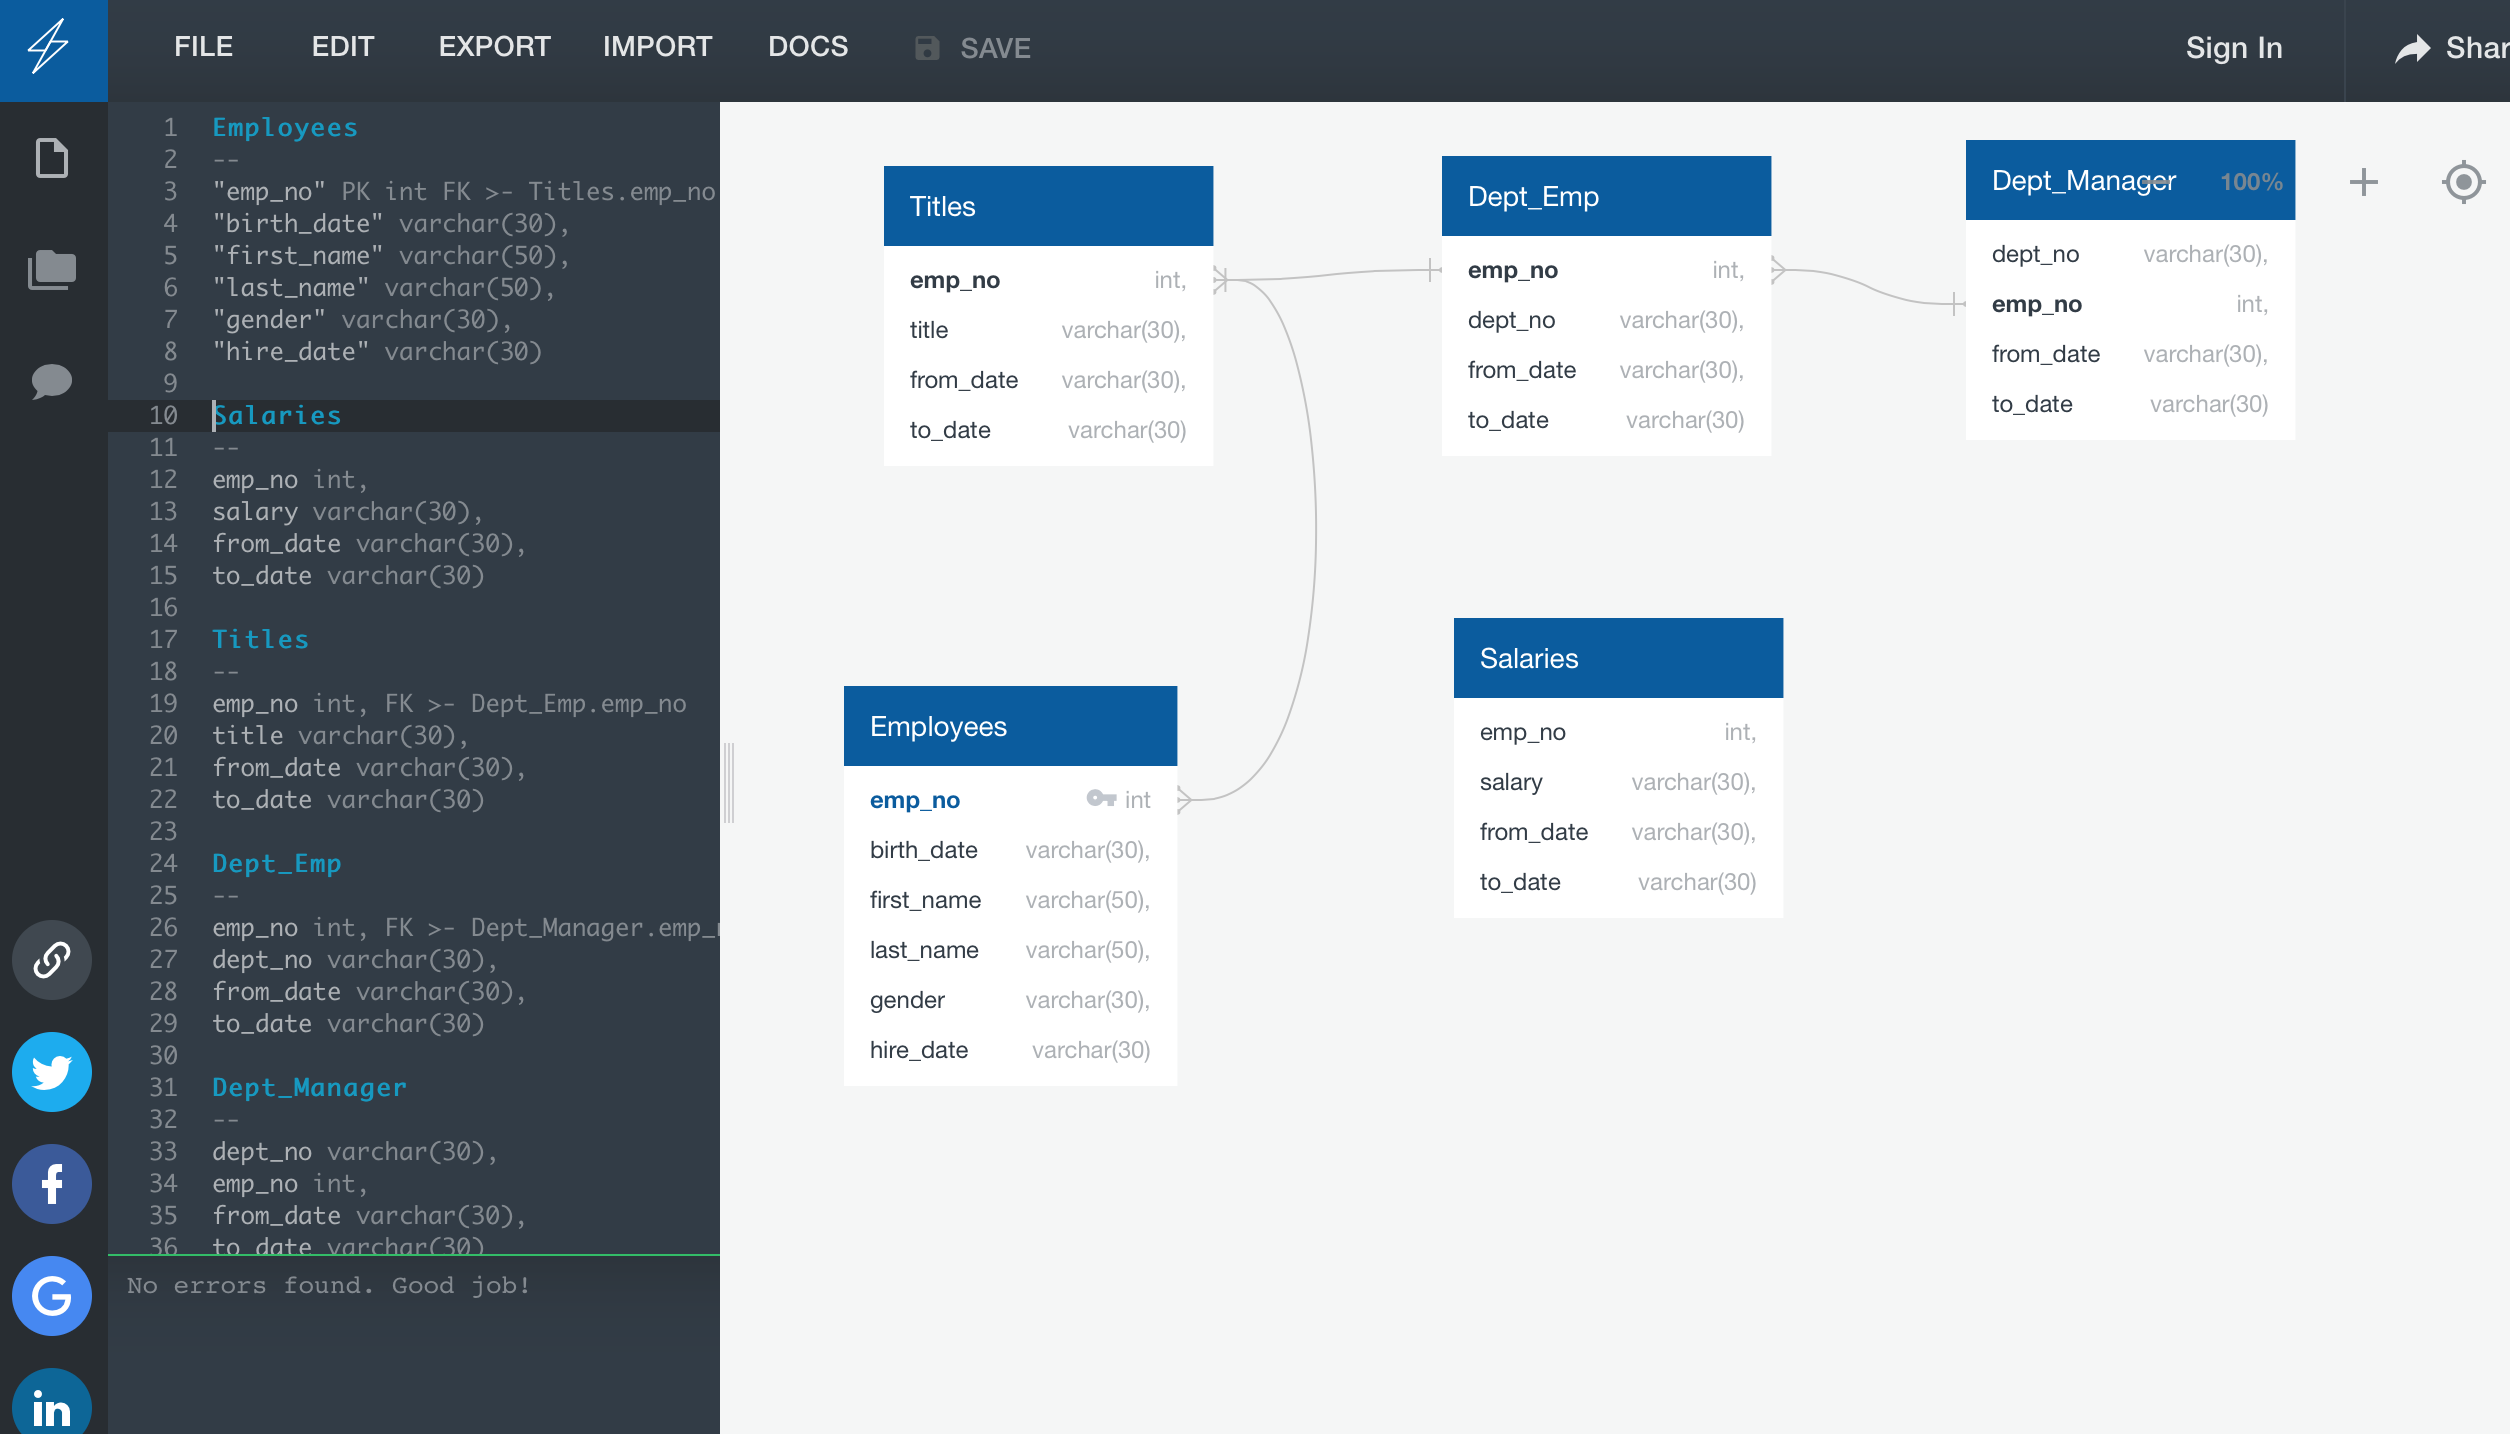 FILE EDIT EXPORT IMPORT DOCS SAVE Sign In Shar
1 Employees
2 --
3 "emp_no" PK int FK >- Titles.emp_no
4 "birth_date" varchar(30),
5 "first_name" varchar(50),
6 "last_name" varchar(50),
7 "gender" varchar(30),
8 "hire_date" varchar(30)
9
10 Salaries
11 --
12 emp_no int,
13 salary varchar(30),
14 from_date varchar(30),
15 to_date varchar(30)
16
17 Titles
18 --
19 emp_no int, FK >- Dept_Emp.emp_no
20 title varchar(30),
21 from_date varchar(30),
22 to_date varchar(30)
23
24 Dept_Emp
25 --
26 emp_no int, FK >- Dept_Manager.emp_n
27 dept_no varchar(30),
28 from_date varchar(30),
29 to_date varchar(30)
30
31 Dept_Manager
32 --
33 dept_no varchar(30),
34 emp_no int,
35 from_date varchar(30),
36 to_date varchar(30)
No errors found. Good job!
Titles
emp_no int,
title varchar(30),
from_date varchar(30),
to_date varchar(30)
Dept_Emp
emp_no int,
dept_no varchar(30),
from_date varchar(30),
to_date varchar(30)
Dept_Manager 100%
dept_no varchar(30),
emp_no int,
from_date varchar(30),
to_date varchar(30)
Employees
emp_no int
birth_date varchar(30),
first_name varchar(50),
last_name varchar(50),
gender varchar(30),
hire_date varchar(30)
Salaries
emp_no int,
salary varchar(30),
from_date varchar(30),
to_date varchar(30)
f
G
in